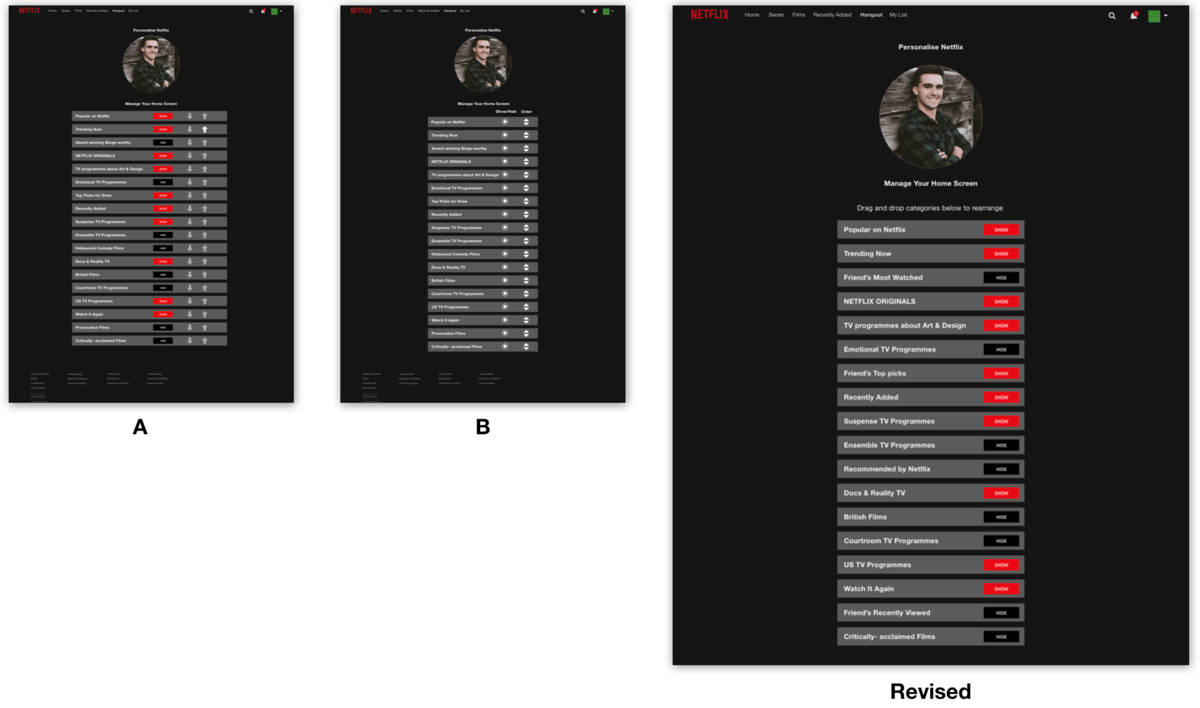 NETFLIX Home Series Films Recently Added Hangout My List
Personalise Netflix
Manage Your Home Screen
Popular on Netflix SHOW
Trending Now SHOW
Award-winning Binge-worthy HIDE
NETFLIX ORIGINALS SHOW
TV programmes about Art & Design SHOW
Emotional TV Programmes HIDE
Top Picks for Drew SHOW
Recently Added SHOW
Suspense TV Programmes SHOW
Ensemble TV Programmes HIDE
Hollywood Comedy Films HIDE
Docs & Reality TV SHOW
British Films HIDE
Courtroom TV Programmes HIDE
US TV Programmes SHOW
Watch It Again SHOW
Provocative Films HIDE
Critically- acclaimed Films HIDE
A
NETFLIX Home Series Films Recently Added Hangout My List
Personalise Netflix
Manage Your Home Screen
Show/Hide Order
Popular on Netflix
Trending Now
Award-winning Binge-worthy
NETFLIX ORIGINALS
TV programmes about Art & Design
Emotional TV Programmes
Top Picks for Drew
Recently Added
Suspense TV Programmes
Ensemble TV Programmes
Hollywood Comedy Films
Docs & Reality TV
British Films
Courtroom TV Programmes
US TV Programmes
Watch It Again
Provocative Films
Critically- acclaimed Films
B
NETFLIX Home Series Films Recently Added Hangout My List
Personalise Netflix
Manage Your Home Screen
Drag and drop categories below to rearrange
Popular on Netflix SHOW
Trending Now SHOW
Friend's Most Watched HIDE
NETFLIX ORIGINALS SHOW
TV programmes about Art & Design SHOW
Emotional TV Programmes HIDE
Friend's Top picks SHOW
Recently Added SHOW
Suspense TV Programmes SHOW
Ensemble TV Programmes HIDE
Recommended by Netflix HIDE
Docs & Reality TV SHOW
British Films HIDE
Courtroom TV Programmes HIDE
US TV Programmes SHOW
Watch It Again SHOW
Friend's Recently Viewed HIDE
Critically- acclaimed Films HIDE
Revised